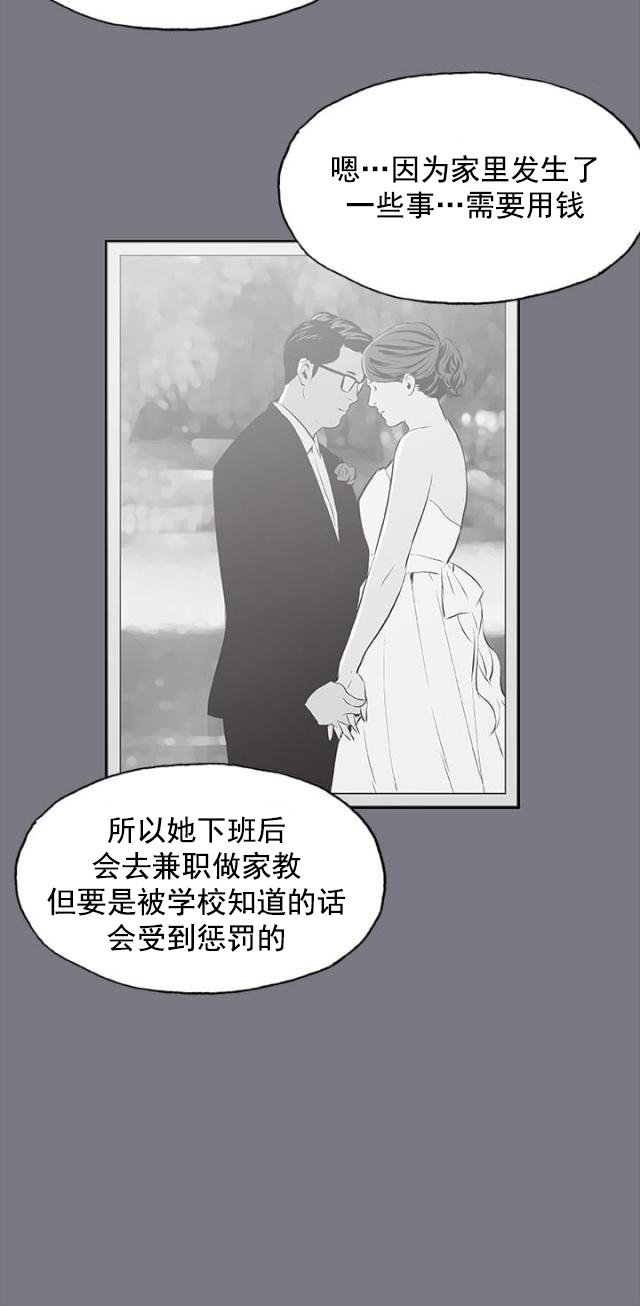 嗯…因为家里发生了
一些事…需要用钱
所以她下班后
会去兼职做家教
但要是被学校知道的话
会受到惩罚的